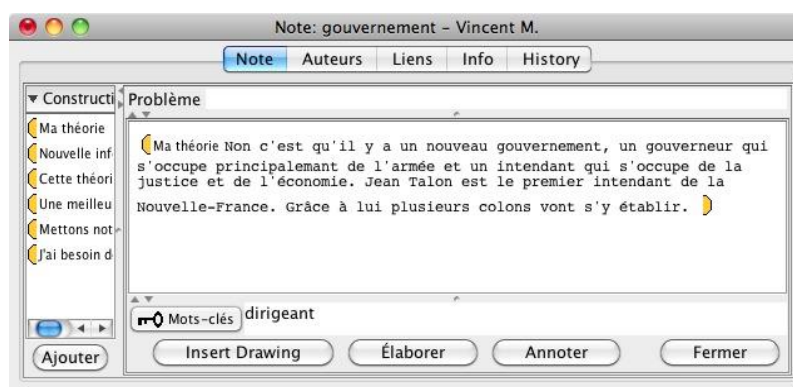 Note: gouvernement – Vincent M.
Note Auteurs Liens Info History
Constructi
Ma théorie
Nouvelle inf
Cette théori
Une meilleu
Mettons not
J'ai besoin d
Ajouter
Problème
Ma théorie Non c'est qu'il y a un nouveau gouvernement, un gouverneur qui
s'occupe principalemant de l'armée et un intendant qui s'occupe de la
justice et de l'économie. Jean Talon est le premier intendant de la
Nouvelle-France. Grâce à lui plusieurs colons vont s'y établir.
Mots-clés dirigeant
Insert Drawing Élaborer Annoter Fermer